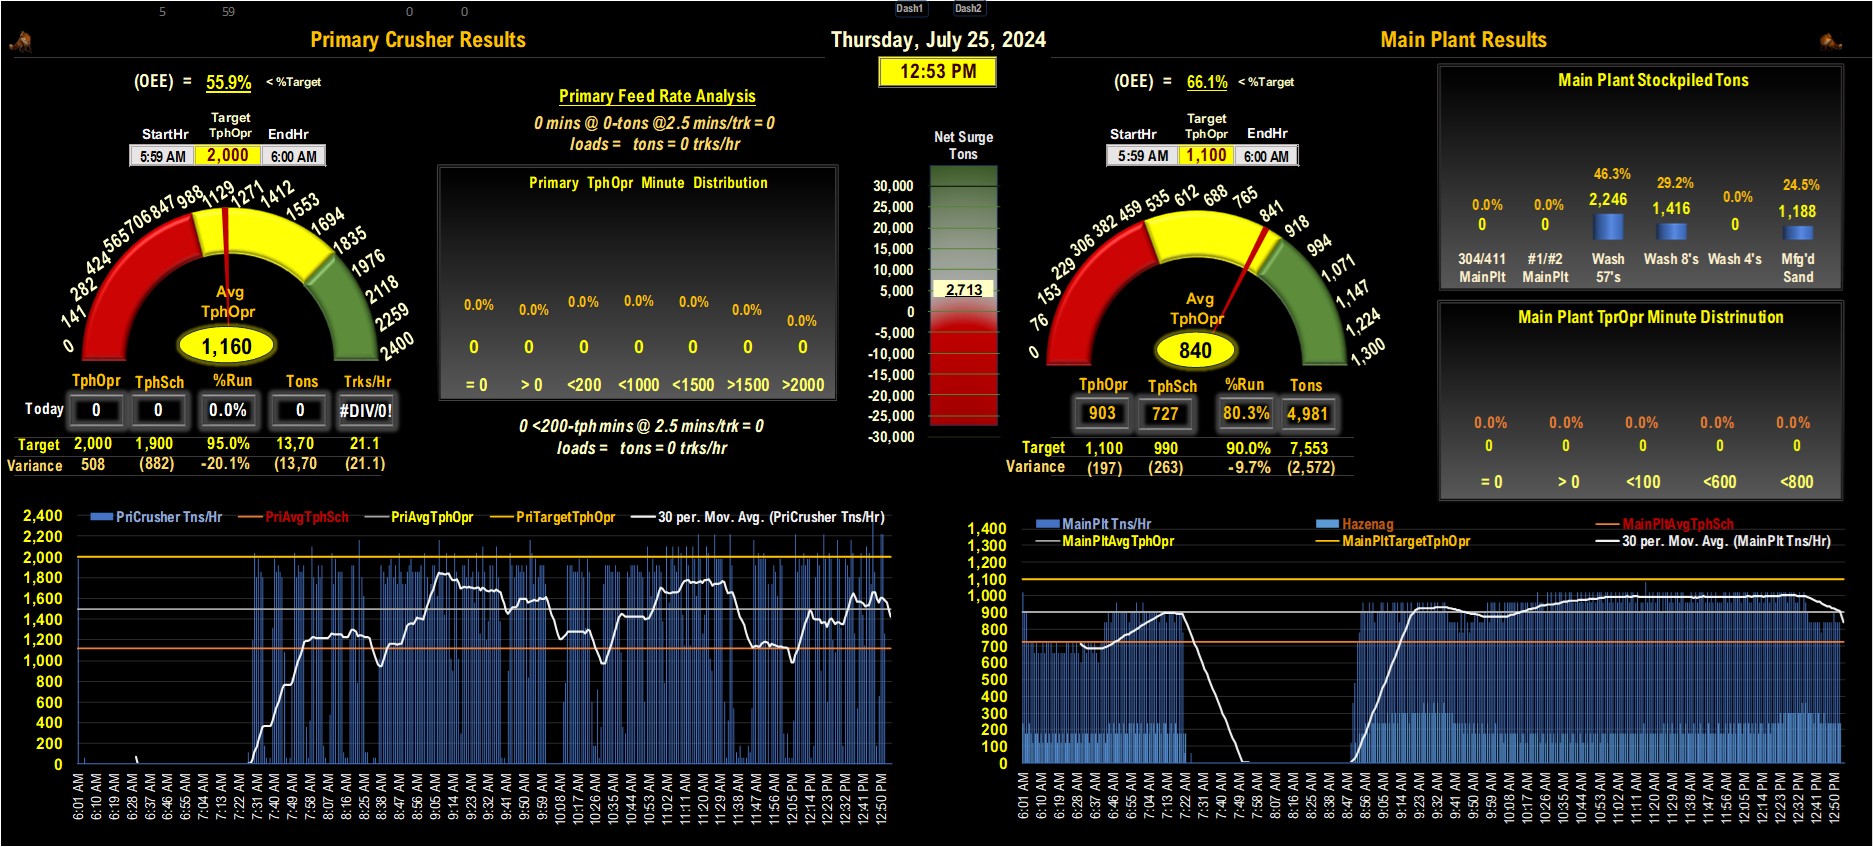 5 59 0 0 Dash1 Dash2
Primary Crusher Results
Thursday, July 25, 2024
Main Plant Results
12:53 PM
(OEE) = 55.9% < %Target
StartHr Target TphOpr EndHr
5:59 AM 2,000 6:00 AM
0 141 282 424 565 706 847 988 1129 1271 1412 1553 1694 1835 1976 2118 2259 2400
Avg
TphOpr
1,160
TphOpr TphSch %Run Tons Trks/Hr
Today 0 0 0.0% 0 #DIV/0!
Target 2,000 1,900 95.0% 13,70 21.1
Variance 508 (882) -20.1% (13,70 (21.1)
Primary Feed Rate Analysis
0 mins @ 0-tons @2.5 mins/trk = 0
loads = tons = 0 trks/hr
Primary TphOpr Minute Distribution
0.0% 0.0% 0.0% 0.0% 0.0% 0.0% 0.0%
0 0 0 0 0 0 0
= 0 > 0 <200 <1000 <1500 >1500 >2000
0 <200-tph mins @ 2.5 mins/trk = 0
loads = tons = 0 trks/hr
Net Surge
Tons
30,000
25,000
20,000
15,000
10,000
5,000
0
-5,000
-10,000
-15,000
-20,000
-25,000
-30,000
2,713
(OEE) = 66.1% < %Target
StartHr Target TphOpr EndHr
5:59 AM 1,100 6:00 AM
0 76 153 229 306 382 459 535 612 688 765 841 918 994 1,071 1,147 1,224 1,300
Avg
TphOpr
840
TphOpr TphSch %Run Tons
903 727 80.3% 4,981
Target 1,100 990 90.0% 7,553
Variance (197) (263) -9.7% (2,572)
Main Plant Stockpiled Tons
0.0% 0.0% 46.3% 29.2% 0.0% 24.5%
0 0 2,246 1,416 0 1,188
304/411 #1/#2 Wash Wash 8's Wash 4's Mfg'd
MainPlt MainPlt 57's Sand
Main Plant TprOpr Minute Distrinution
0.0% 0.0% 0.0% 0.0% 0.0%
0 0 0 0 0
= 0 > 0 <100 <600 <800
PriCrusher Tns/Hr PriAvgTphSch PriAvgTphOpr PriTargetTphOpr 30 per. Mov. Avg. (PriCrusher Tns/Hr)
2,400
2,200
2,000
1,800
1,600
1,400
1,200
1,000
800
600
400
200
0
6:01 AM 6:10 AM 6:19 AM 6:28 AM 6:37 AM 6:46 AM 6:55 AM 7:04 AM 7:13 AM 7:22 AM 7:31 AM 7:40 AM 7:49 AM 7:58 AM 8:07 AM 8:16 AM 8:25 AM 8:38 AM 8:47 AM 8:56 AM 9:05 AM 9:14 AM 9:23 AM 9:32 AM 9:41 AM 9:50 AM 9:59 AM 10:08 AM 10:17 AM 10:26 AM 10:35 AM 10:44 AM 10:53 AM 11:02 AM 11:11 AM 11:20 AM 11:29 AM 11:38 AM 11:47 AM 11:56 AM 12:05 PM 12:14 PM 12:23 PM 12:32 PM 12:41 PM 12:50 PM
MainPlt Tns/Hr Hazenag MainPltAvgTphSch
MainPltAvgTphOpr MainPltTargetTphOpr 30 per. Mov. Avg. (MainPlt Tns/Hr)
1,400
1,300
1,200
1,100
1,000
900
800
700
600
500
400
300
200
100
0
6:01 AM 6:10 AM 6:19 AM 6:28 AM 6:37 AM 6:46 AM 6:55 AM 7:04 AM 7:13 AM 7:22 AM 7:31 AM 7:40 AM 7:49 AM 7:58 AM 8:07 AM 8:16 AM 8:25 AM 8:38 AM 8:47 AM 8:56 AM 9:05 AM 9:14 AM 9:23 AM 9:32 AM 9:41 AM 9:50 AM 9:59 AM 10:08 AM 10:17 AM 10:26 AM 10:35 AM 10:44 AM 10:53 AM 11:02 AM 11:11 AM 11:20 AM 11:29 AM 11:38 AM 11:47 AM 11:56 AM 12:05 PM 12:14 PM 12:23 PM 12:32 PM 12:41 PM 12:50 PM